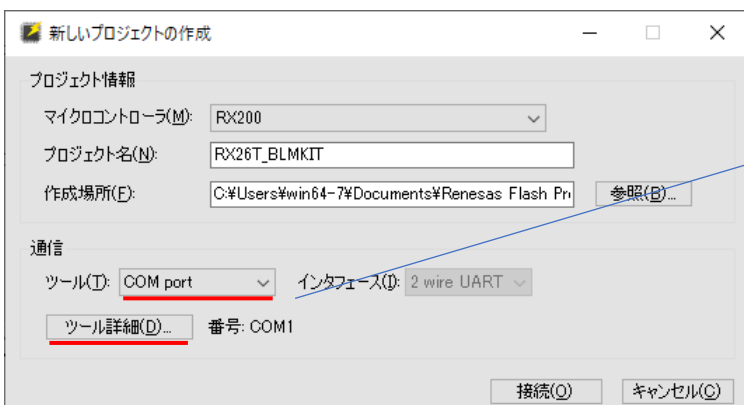 新しいプロジェクトの作成
プロジェクト情報
マイクロコントローラ(M): RX200
プロジェクト名(N): RX26T_BLMKIT
作成場所(F): C:¥Users¥win64-7¥Documents¥Renesas Flash Pr 参照(B)...
通信
ツール(T): COM port インタフェース(I): 2 wire UART
ツール詳細(D)... 番号: COM1
接続(O) キャンセル(C)